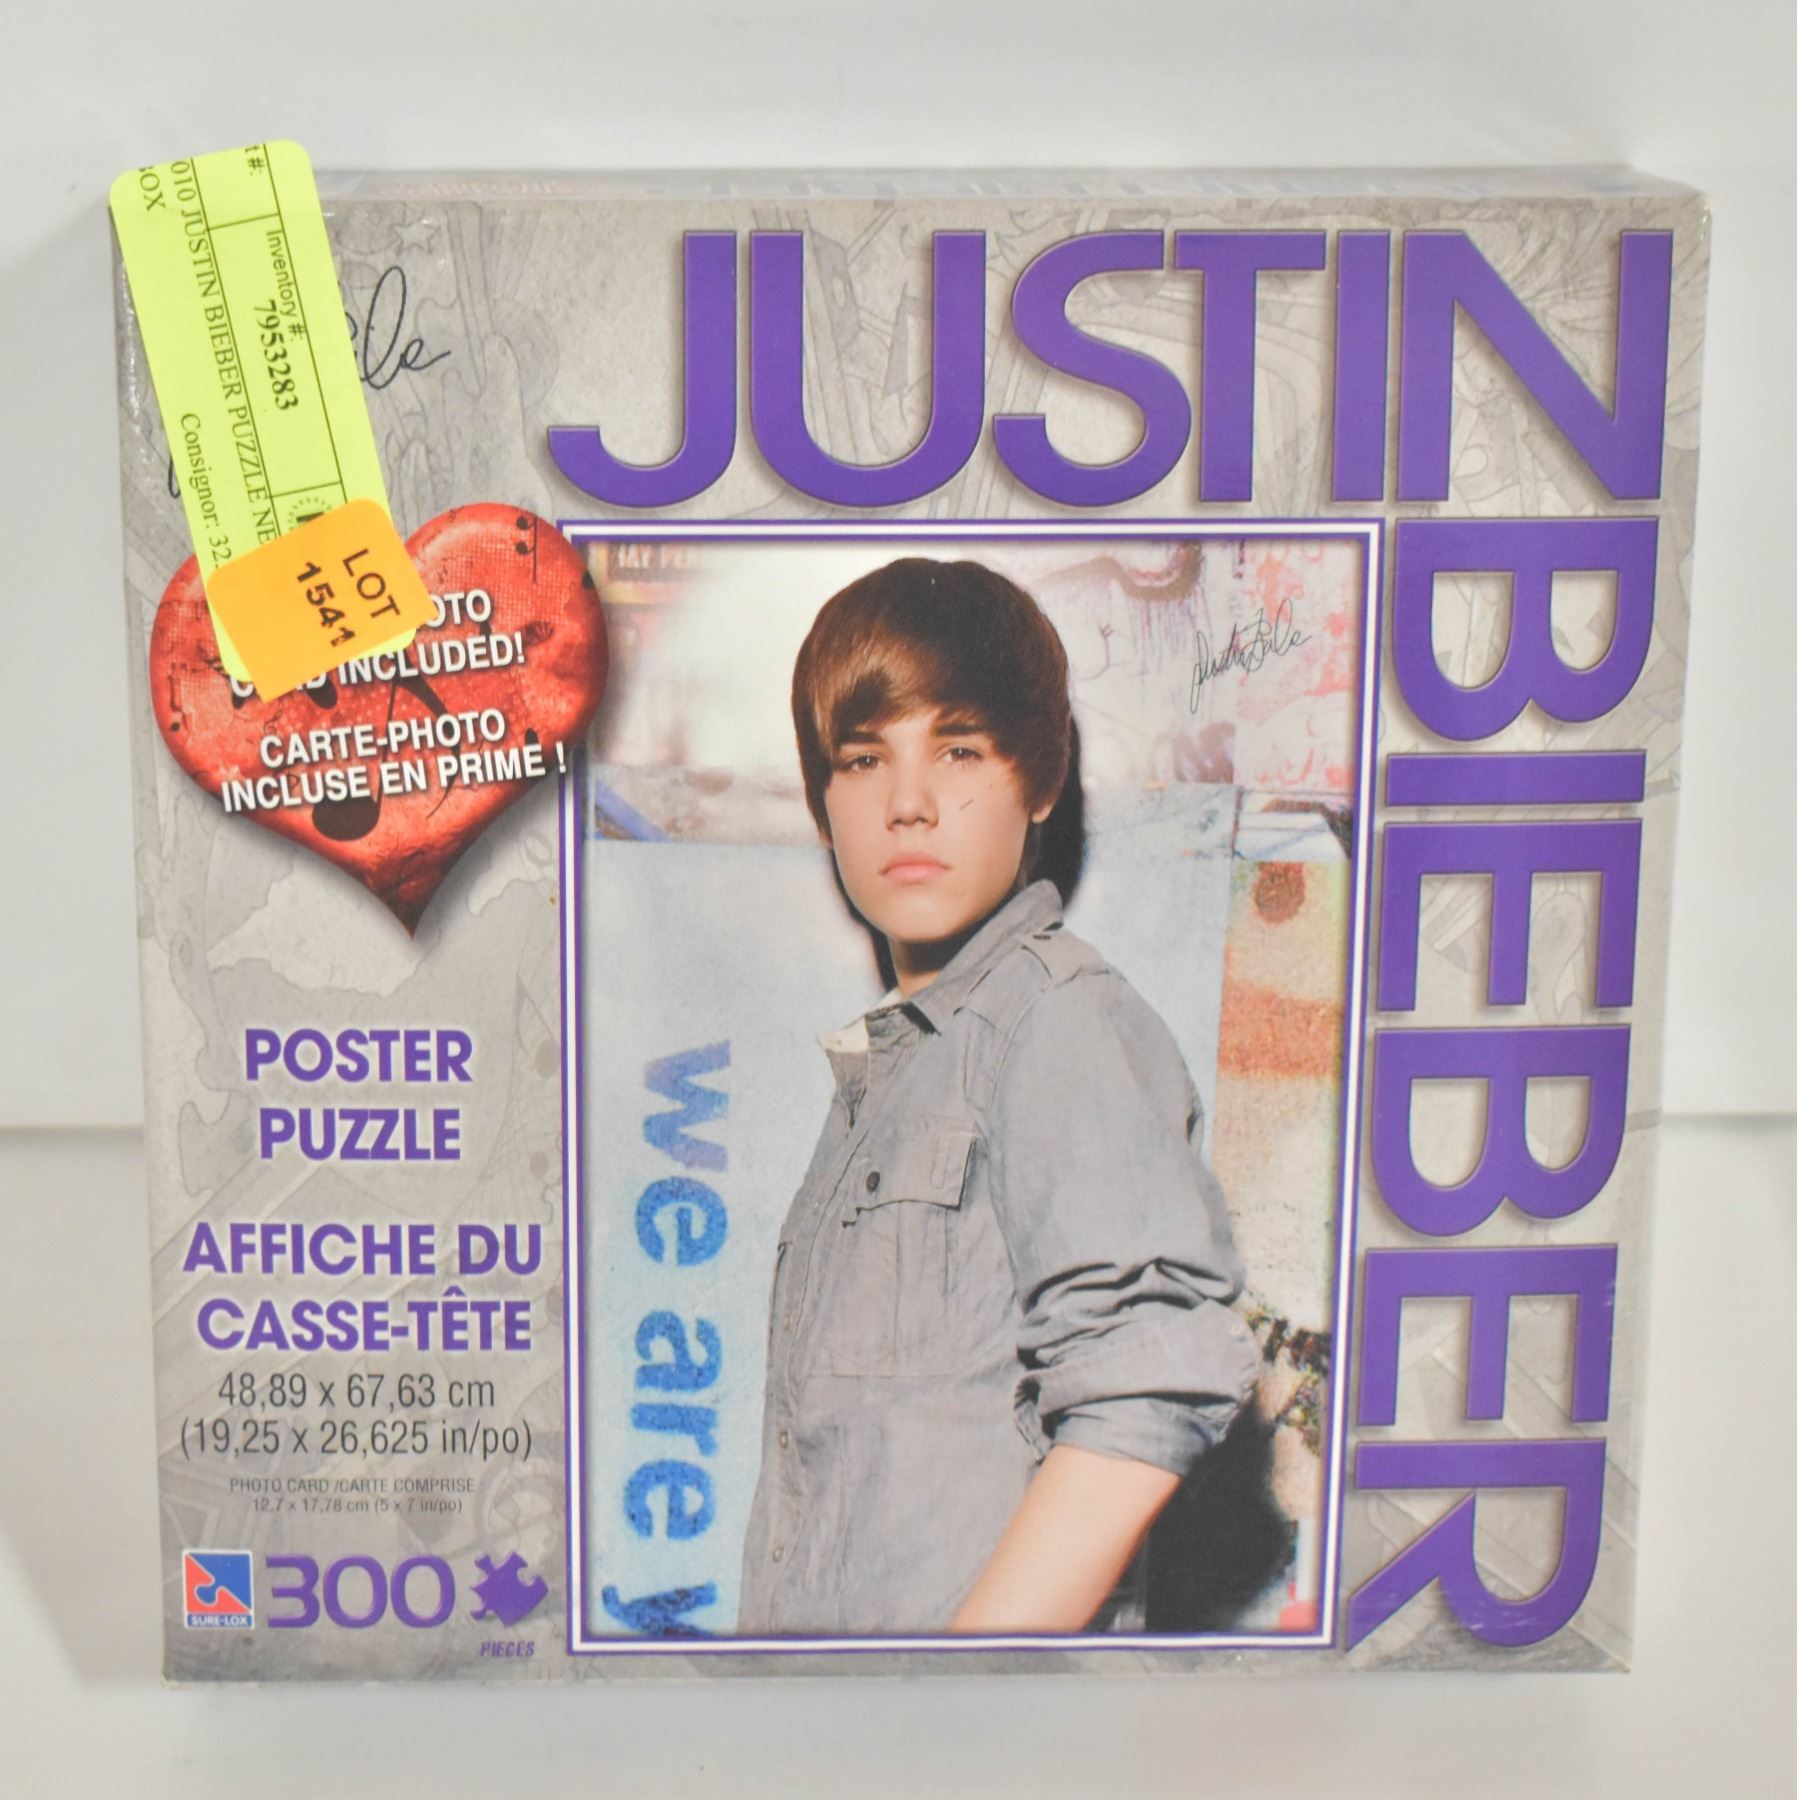 JUSTIN
BIEBER
Inventory #:
7953283
010 JUSTIN BIEBER PUZZLE
Consignor: 32
LOT
1541
INCLUDED!
CARTE-PHOTO
INCLUSE EN PRIME !
we are y
POSTER
PUZZLE
AFFICHE DU
CASSE-TÊTE
48,89 x 67,63 cm
(19,25 x 26,625 in/po)
PHOTO CARD /CARTE COMPRISE
12,7 x 17,78 cm (5 x 7 in/po)
SURE-LOX
300
PIECES